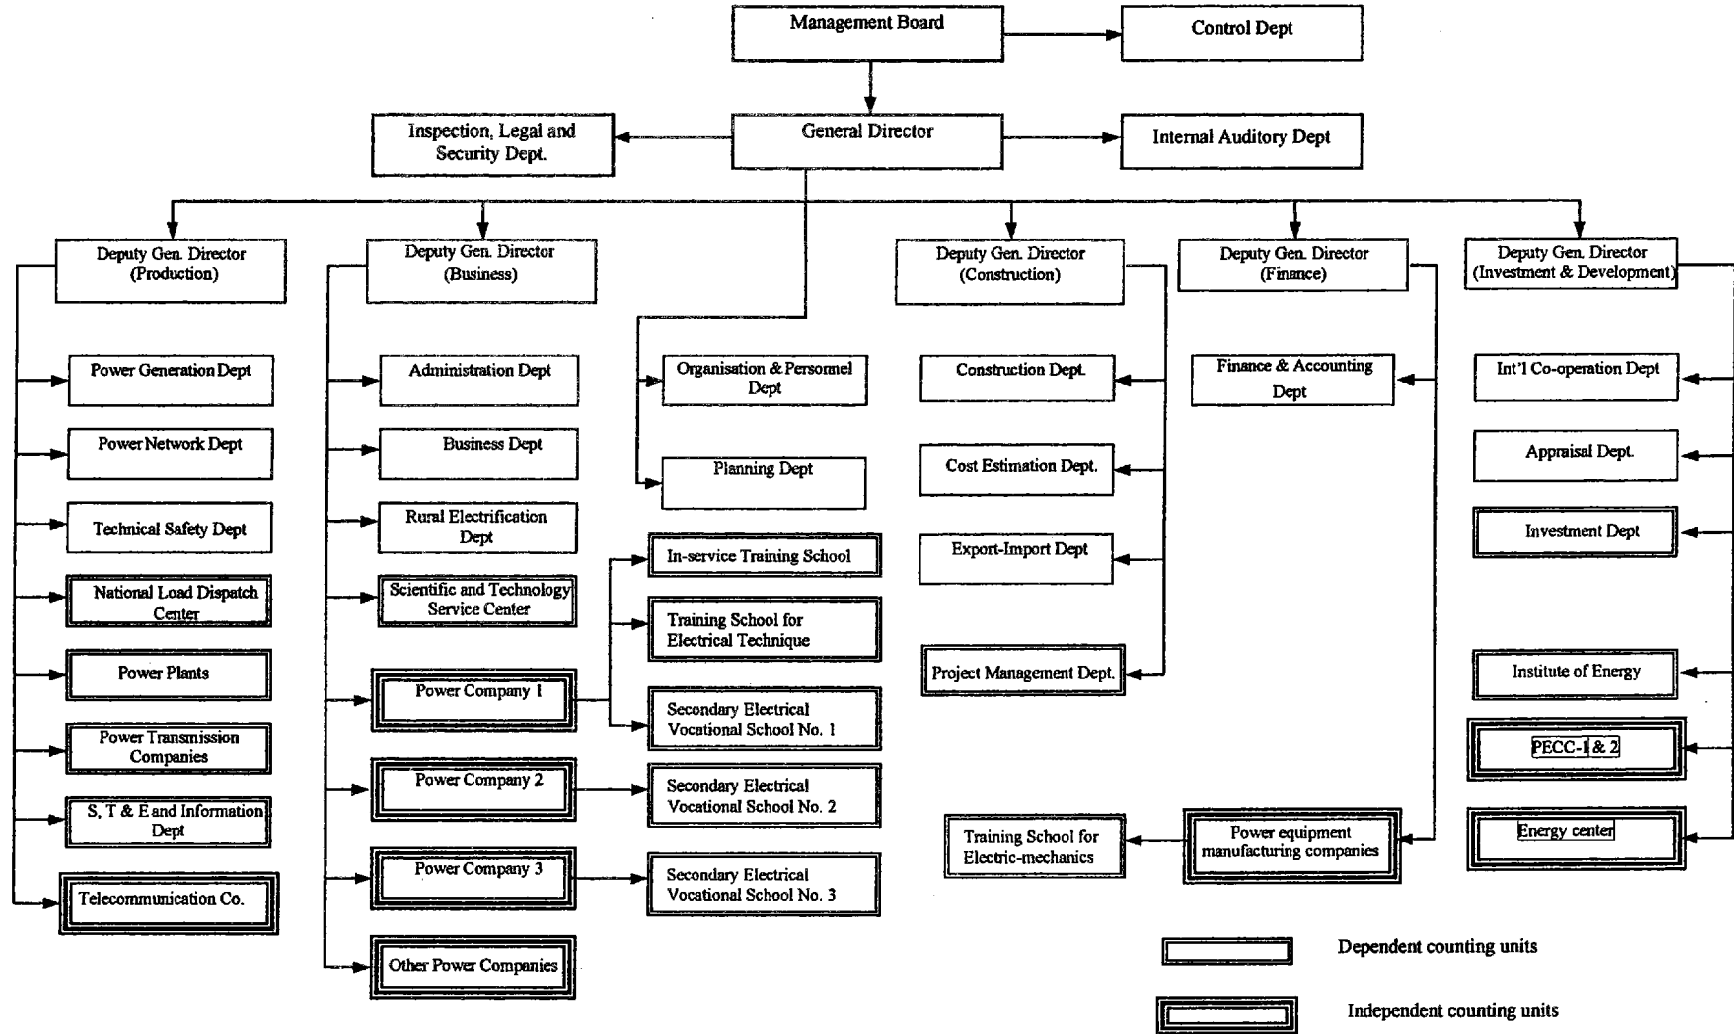 Management Board
Control Dept
Inspection, Legal and
Security Dept.
General Director
Internal Auditory Dept
Deputy Gen. Director
(Production)
Deputy Gen. Director
(Business)
Deputy Gen. Director
(Construction)
Deputy Gen. Director
(Finance)
Deputy Gen. Director
(Investment & Development)
Power Generation Dept
Power Network Dept
Technical Safety Dept
National Load Dispatch
Center
Power Plants
Power Transmission
Companies
S, T & E and Information
Dept
Telecommunication Co.
Administration Dept
Business Dept
Rural Electrification
Dept
Scientific and Technology
Service Center
Power Company 1
Power Company 2
Power Company 3
Other Power Companies
Organisation & Personnel
Dept
Planning Dept
In-service Training School
Training School for
Electrical Technique
Secondary Electrical
Vocational School No. 1
Secondary Electrical
Vocational School No. 2
Secondary Electrical
Vocational School No. 3
Construction Dept.
Cost Estimation Dept.
Export-Import Dept
Project Management Dept.
Training School for
Electric-mechanics
Finance & Accounting
Dept
Power equipment
manufacturing companies
Int'l Co-operation Dept
Appraisal Dept.
Investment Dept
Institute of Energy
PECC-1 & 2
Energy center
Dependent counting units
Independent counting units